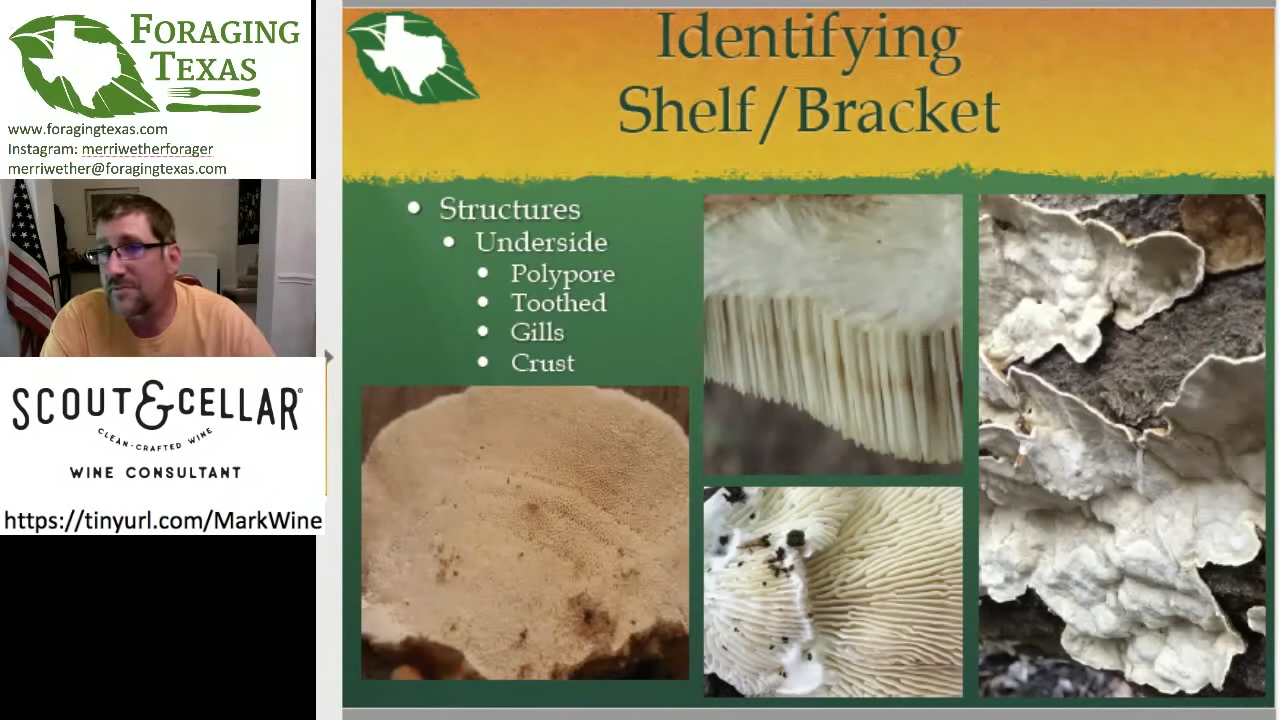 FORAGING
TEXAS
www.foragingtexas.com
Instagram: merriwetherforager
merriwether@foragingtexas.com
SCOUT & CELLAR®
CLEAN-CRAFTED WINE
WINE CONSULTANT
https://tinyurl.com/MarkWine
Identifying
Shelf/Bracket
• Structures
• Underside
• Polypore
• Toothed
• Gills
• Crust